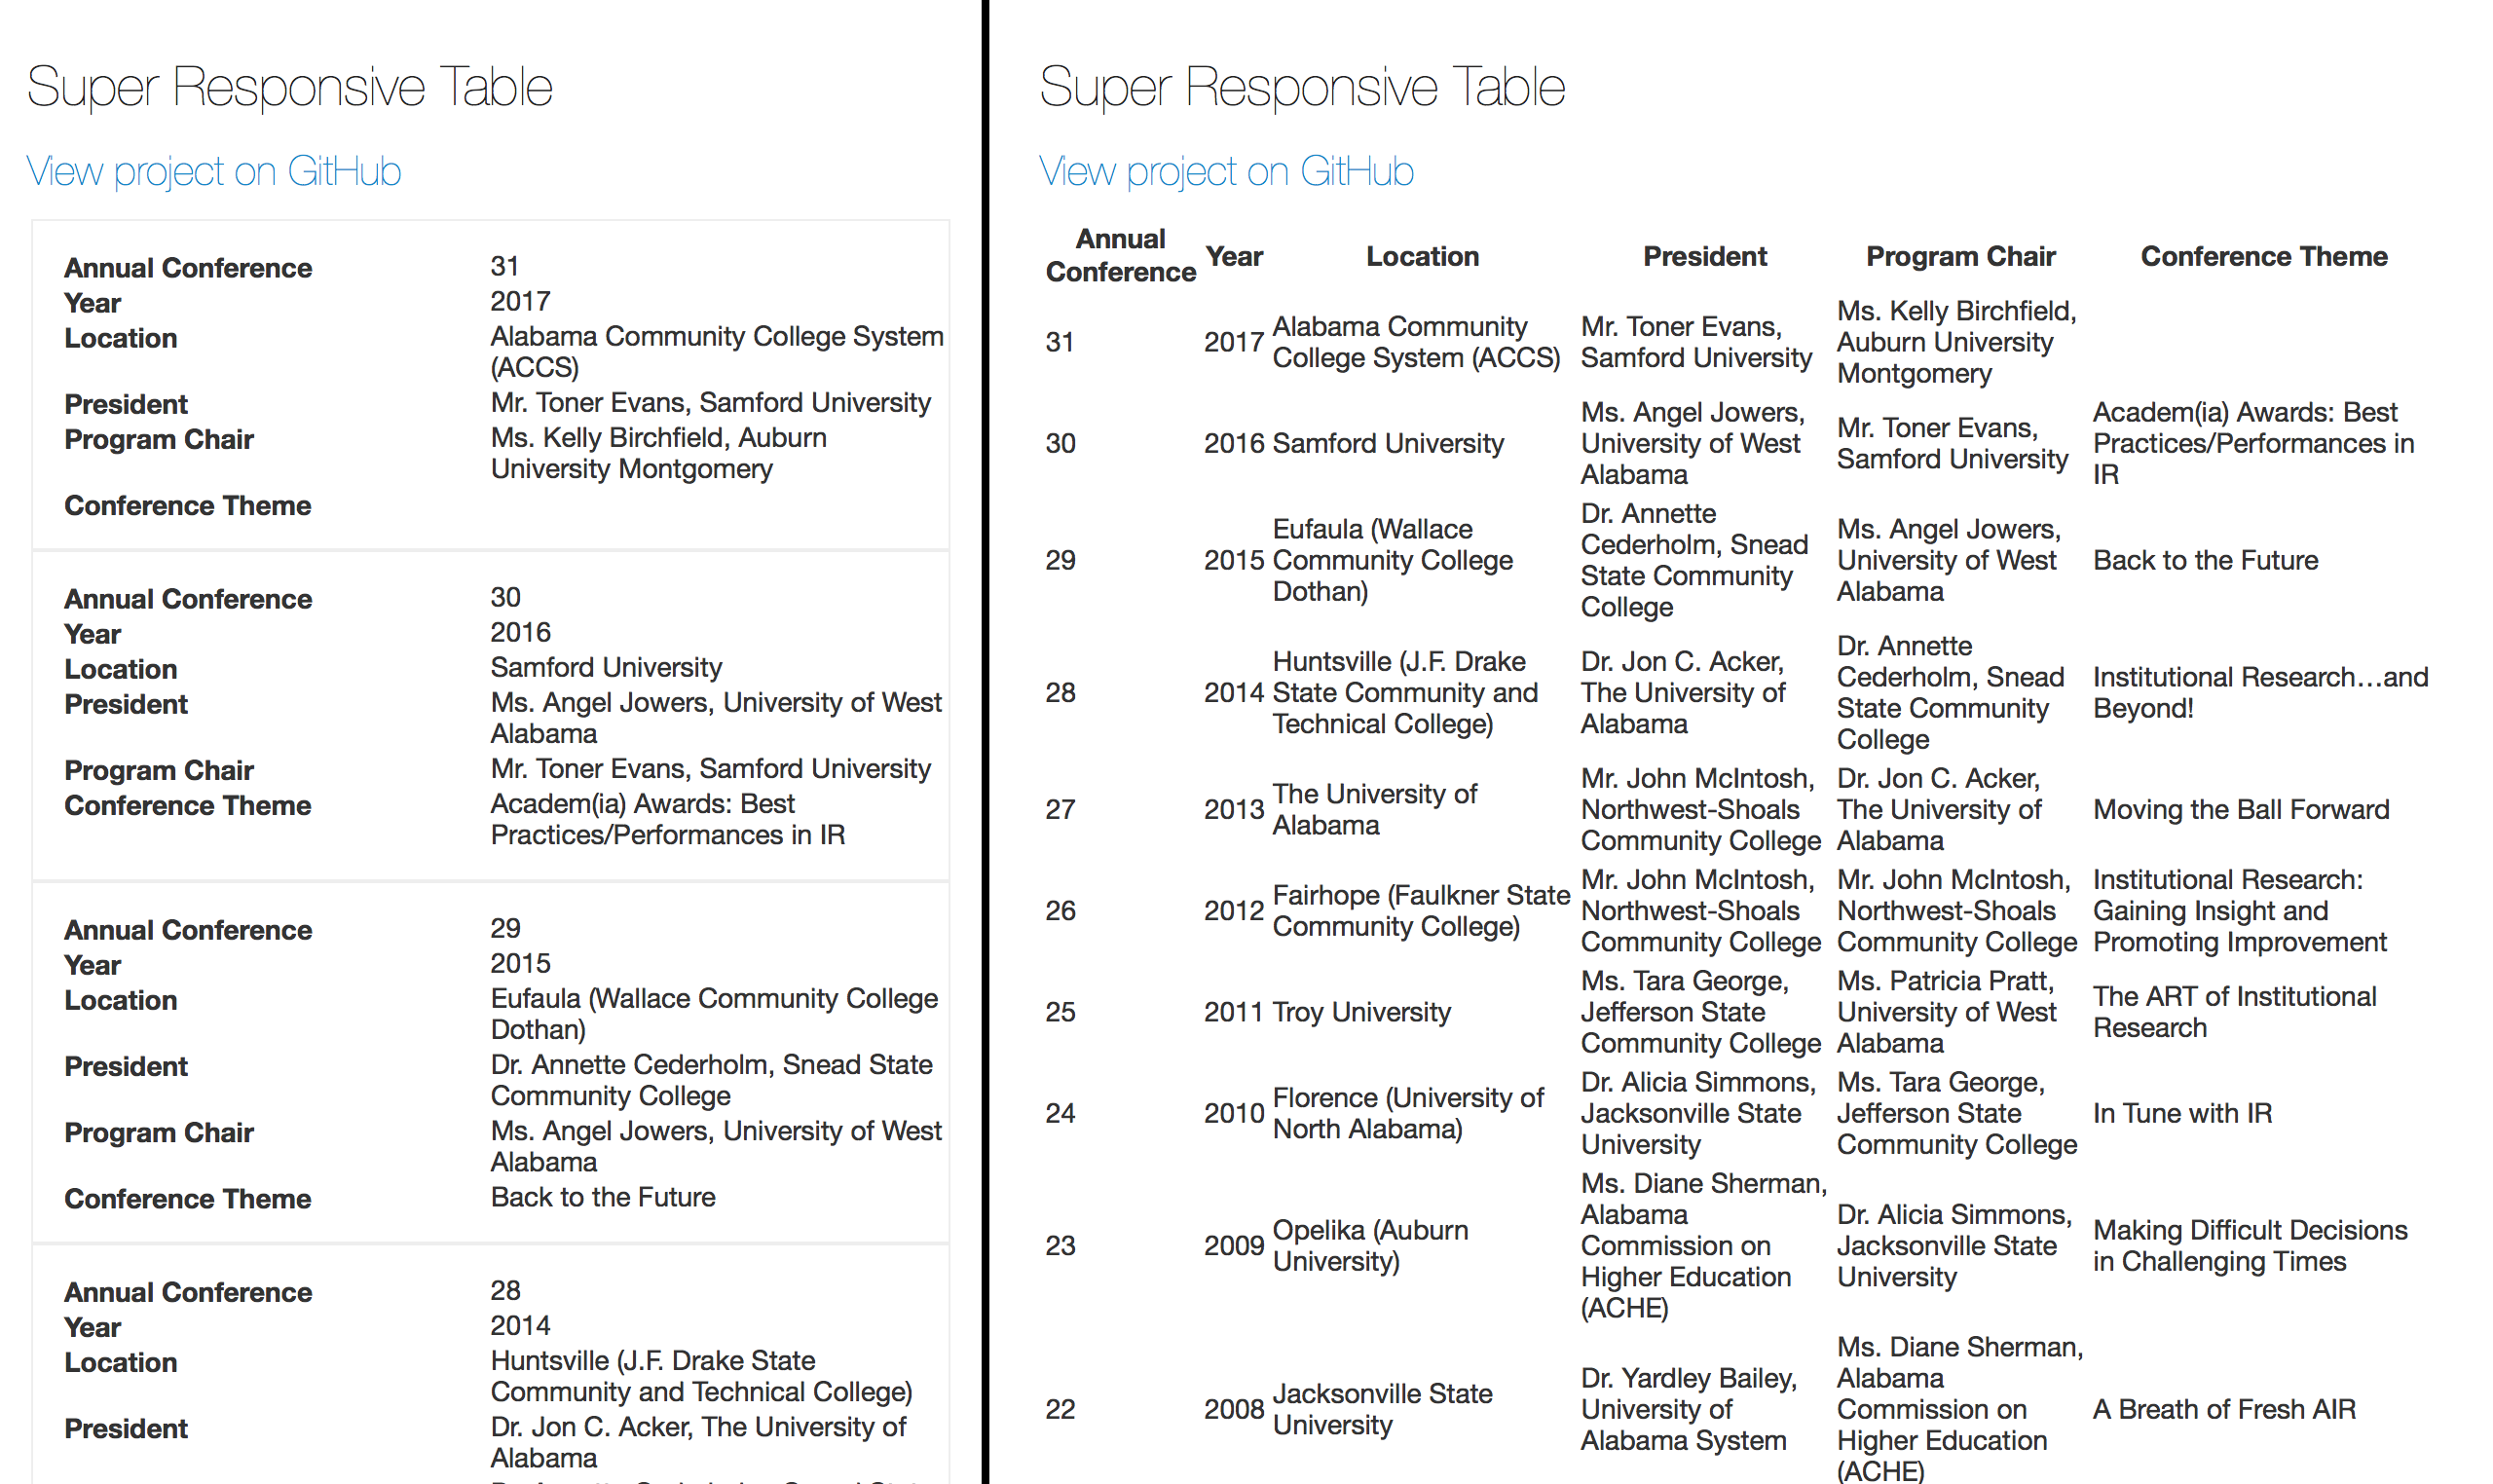 Super Responsive Table
View project on GitHub
Annual Conference 31
Year 2017
Location Alabama Community College System
(ACCS)
President Mr. Toner Evans, Samford University
Program Chair Ms. Kelly Birchfield, Auburn
University Montgomery
Conference Theme
Annual Conference 30
Year 2016
Location Samford University
President Ms. Angel Jowers, University of West
Alabama
Program Chair Mr. Toner Evans, Samford University
Conference Theme Academ(ia) Awards: Best
Practices/Performances in IR
Annual Conference 29
Year 2015
Location Eufaula (Wallace Community College
Dothan)
President Dr. Annette Cederholm, Snead State
Community College
Program Chair Ms. Angel Jowers, University of West
Alabama
Conference Theme Back to the Future
Annual Conference 28
Year 2014
Location Huntsville (J.F. Drake State
Community and Technical College)
President Dr. Jon C. Acker, The University of
Alabama
Super Responsive Table
View project on GitHub
Annual
Conference
Year
Location
President
Program Chair
Conference Theme
31
2017
Alabama Community
College System (ACCS)
Mr. Toner Evans,
Samford University
Ms. Kelly Birchfield,
Auburn University
Montgomery
30
2016
Samford University
Ms. Angel Jowers,
University of West
Alabama
Mr. Toner Evans,
Samford University
Academ(ia) Awards: Best
Practices/Performances in
IR
29
2015
Eufaula (Wallace
Community College
Dothan)
Dr. Annette
Cederholm, Snead
State Community
College
Ms. Angel Jowers,
University of West
Alabama
Back to the Future
28
2014
Huntsville (J.F. Drake
State Community and
Technical College)
Dr. Jon C. Acker,
The University of
Alabama
Dr. Annette
Cederholm, Snead
State Community
College
Institutional Research…and
Beyond!
27
2013
The University of
Alabama
Mr. John McIntosh,
Northwest-Shoals
Community College
Dr. Jon C. Acker,
The University of
Alabama
Moving the Ball Forward
26
2012
Fairhope (Faulkner State
Community College)
Mr. John McIntosh,
Northwest-Shoals
Community College
Mr. John McIntosh,
Northwest-Shoals
Community College
Institutional Research:
Gaining Insight and
Promoting Improvement
25
2011
Troy University
Ms. Tara George,
Jefferson State
Community College
Ms. Patricia Pratt,
University of West
Alabama
The ART of Institutional
Research
24
2010
Florence (University of
North Alabama)
Dr. Alicia Simmons,
Jacksonville State
University
Ms. Tara George,
Jefferson State
Community College
In Tune with IR
23
2009
Opelika (Auburn
University)
Ms. Diane Sherman,
Alabama
Commission on
Higher Education
(ACHE)
Dr. Alicia Simmons,
Jacksonville State
University
Making Difficult Decisions
in Challenging Times
22
2008
Jacksonville State
University
Dr. Yardley Bailey,
University of
Alabama System
Ms. Diane Sherman,
Alabama
Commission on
Higher Education
(ACHE)
A Breath of Fresh AIR